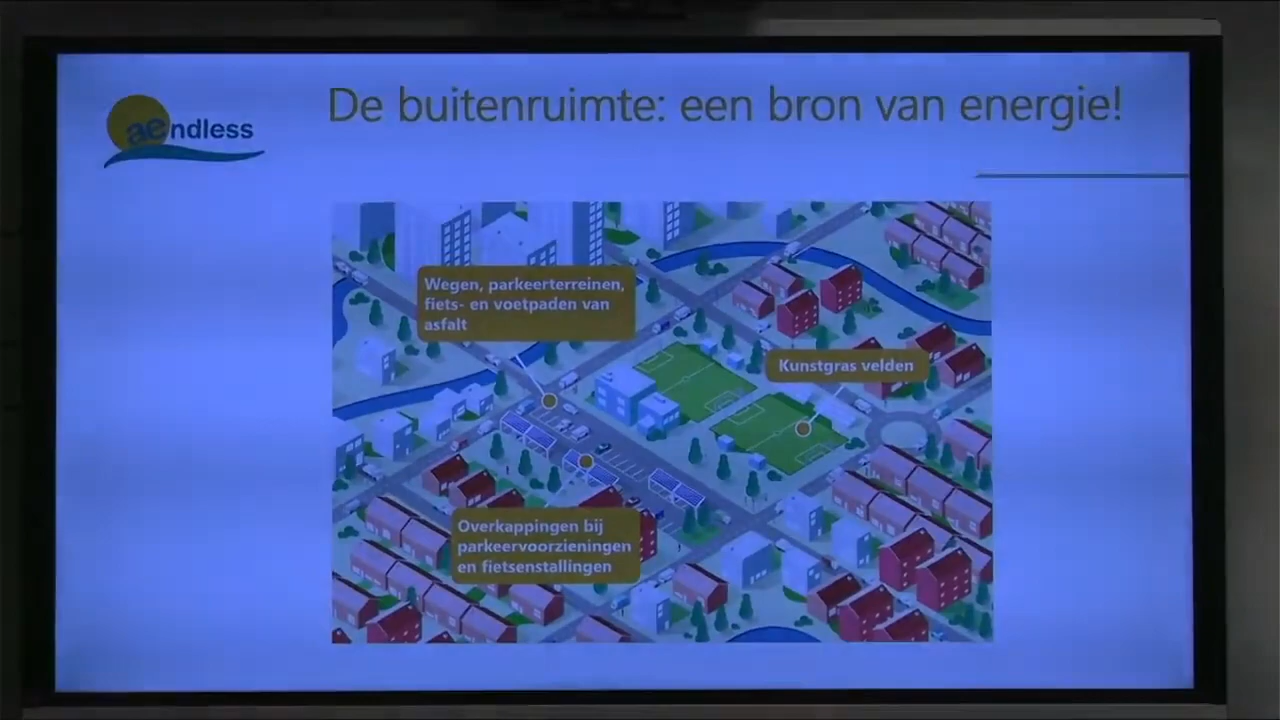 aendless
De buitenruimte: een bron van energie!
Wegen, parkeerterreinen,
fiets- en voetpaden van
asfalt
Kunstgras velden
Overkappingen bij
parkeervoorzieningen
en fietsenstallingen